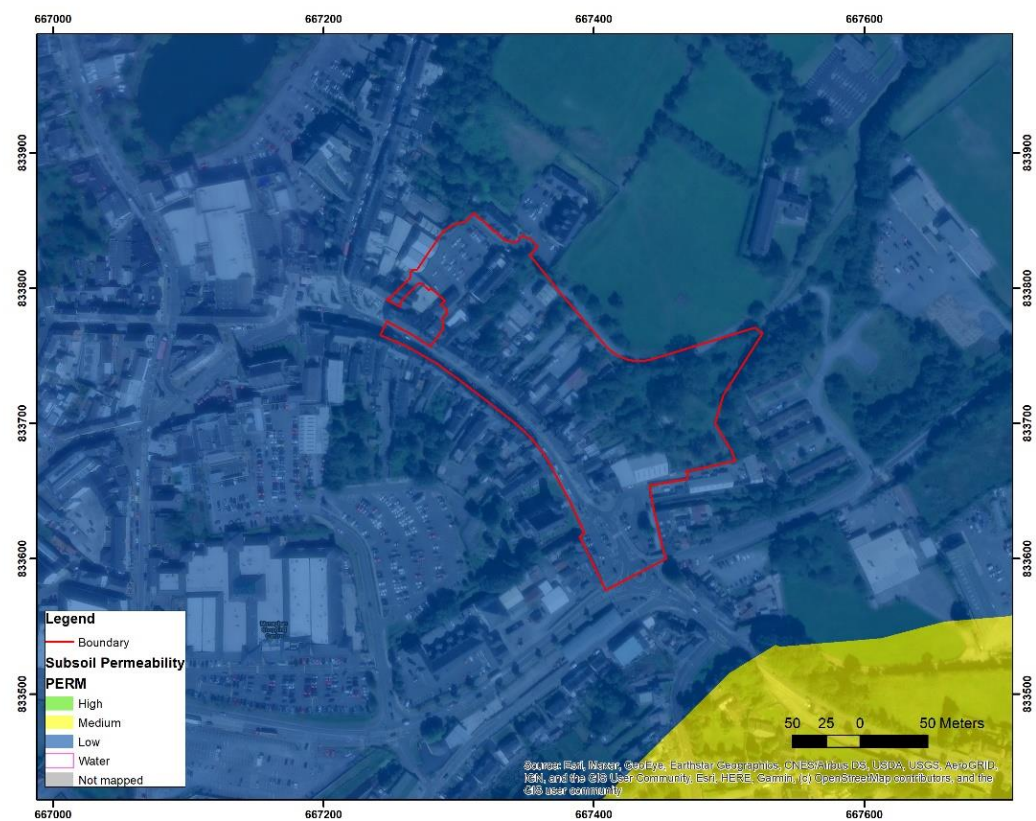 667000 667200 667400 667600
833900 833900
833800 833800
833700 833700
833600 833600
833500 833500
Legend
Boundary
Subsoil Permeability
PERM
High
Medium
Low
Water
Not mapped
50 25 0 50 Meters
Source: Esri, Maxar, GeoEye, Earthstar Geographics, CNES/Airbus DS, USDA, USGS, AeroGRID,
IGN, and the GIS User Community, Esri, HERE, Garmin, (c) OpenStreetMap contributors, and the
GIS user community
667000 667200 667400 667600